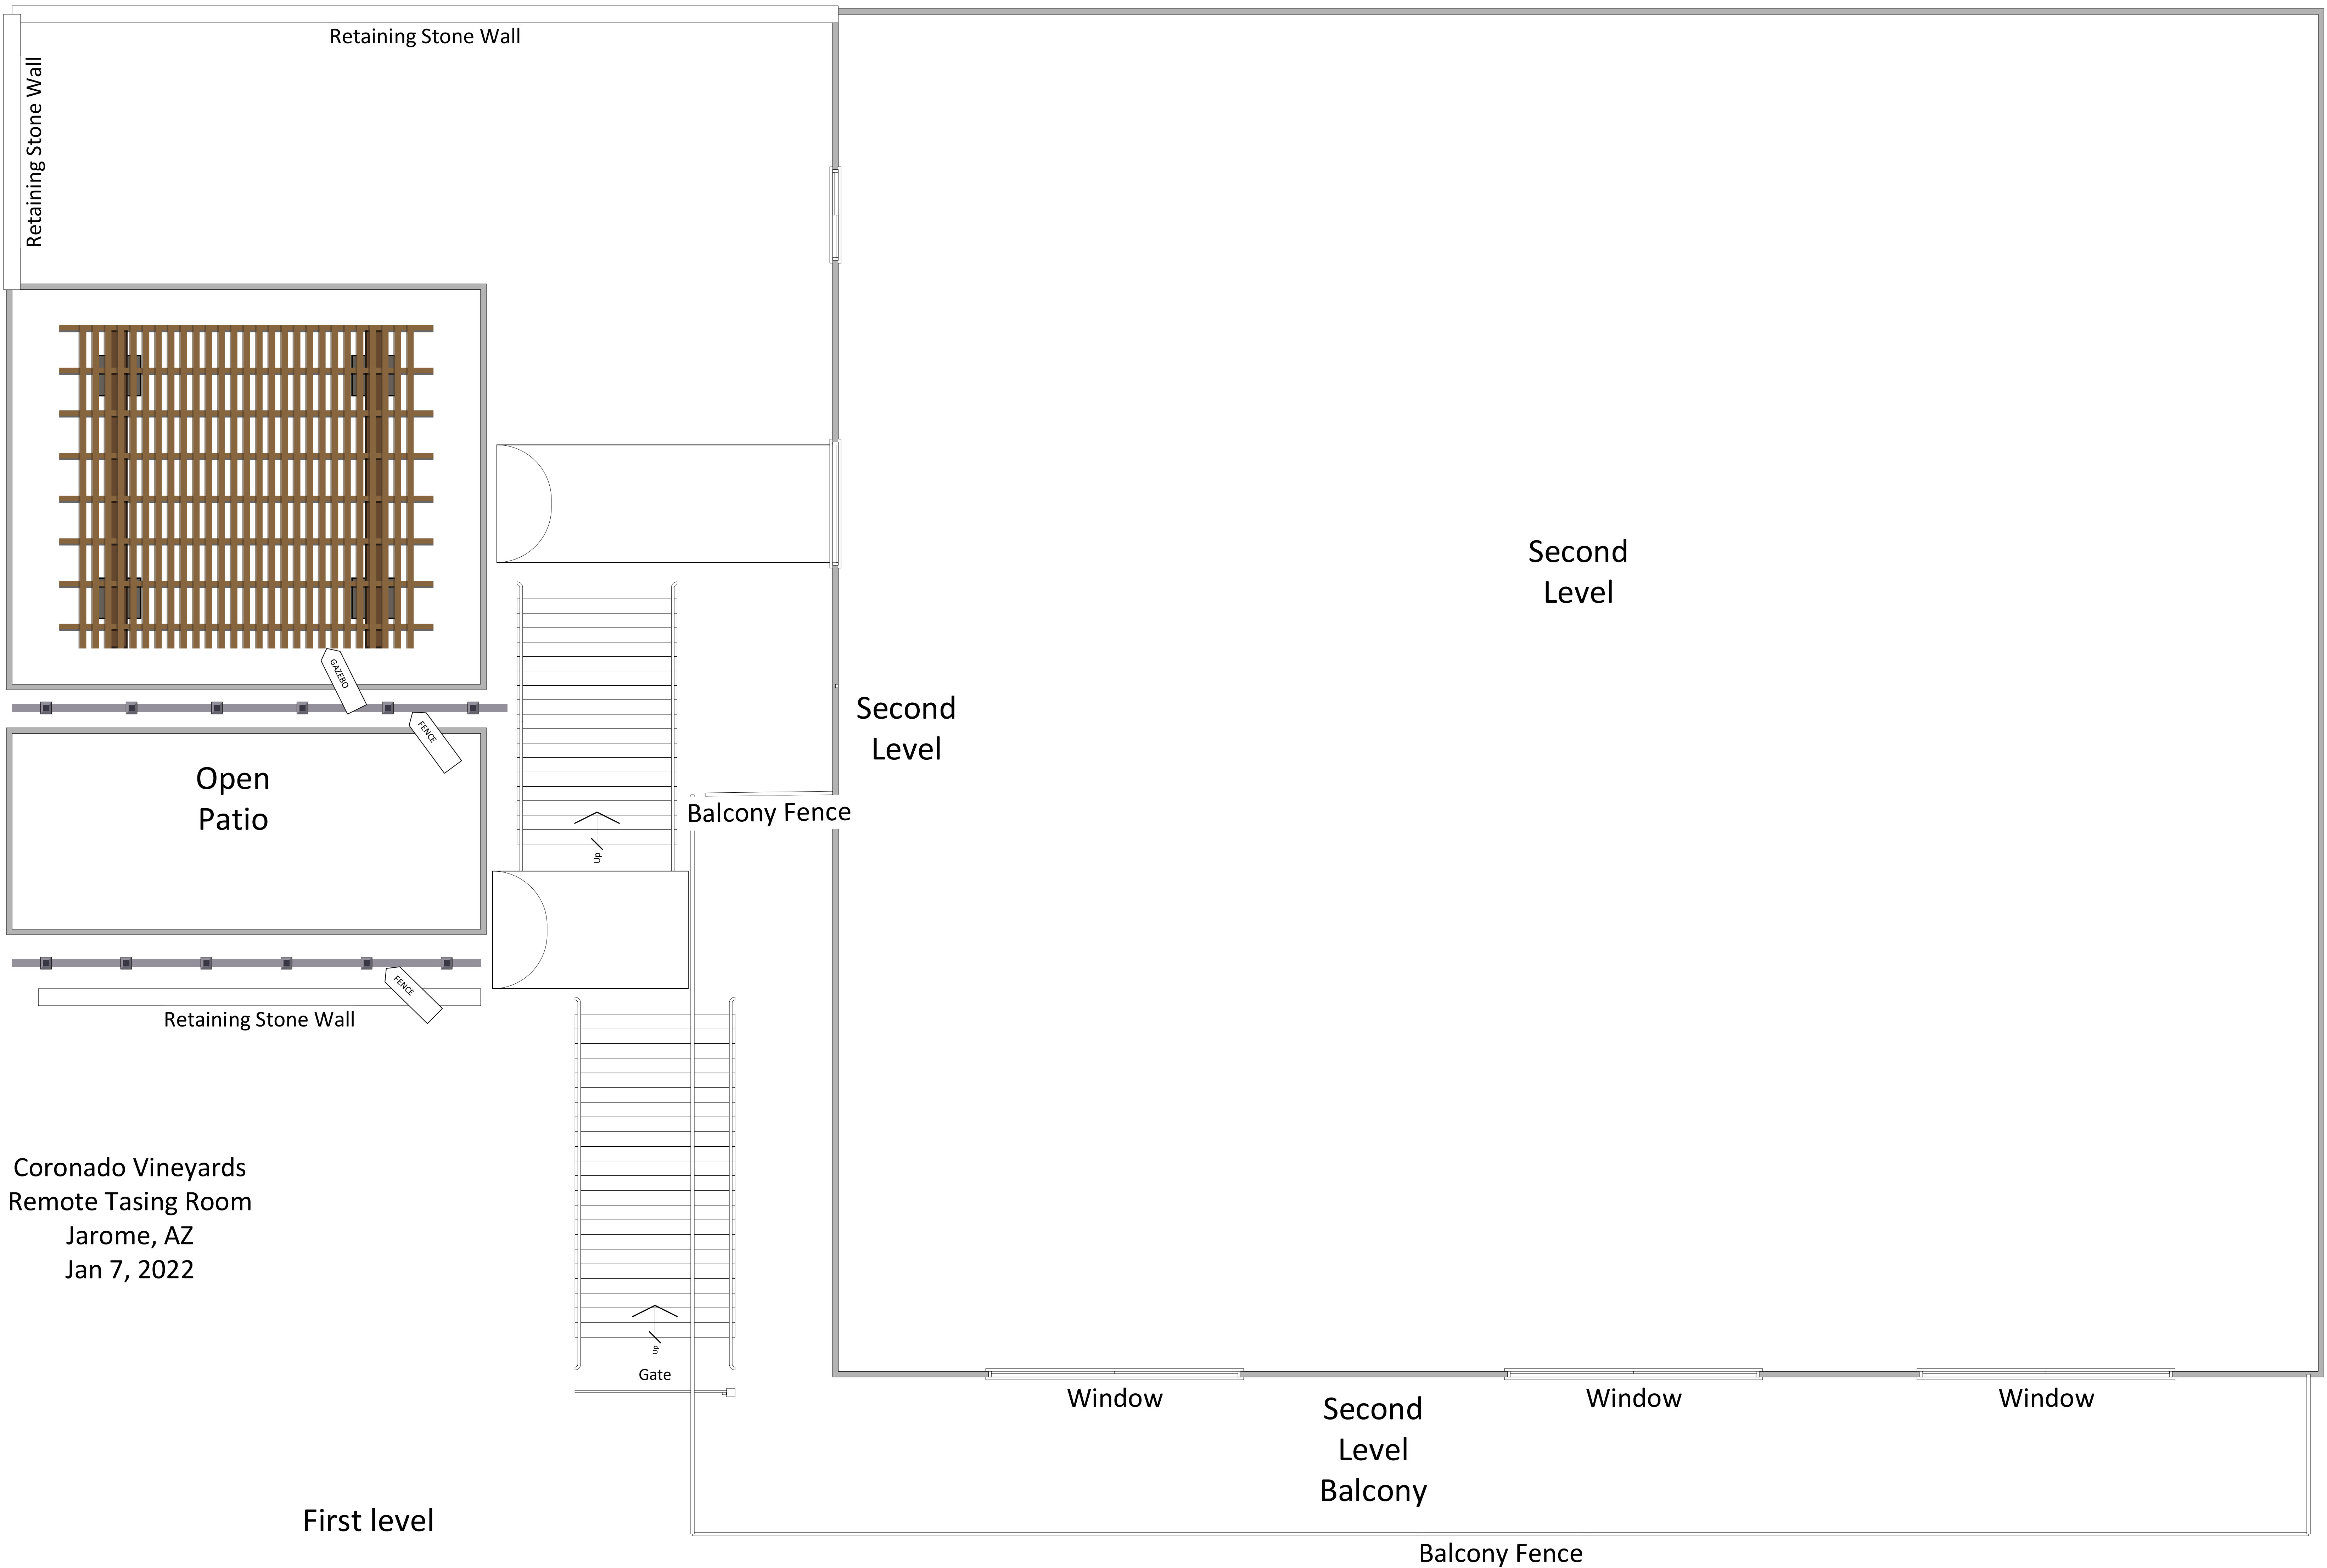 Retaining Stone Wall
Retaining Stone Wall
Second
Level
GAZEBO
Second
Level
FENCE
Open
Patio
Balcony Fence
Up
FENCE
Retaining Stone Wall
Coronado Vineyards
Remote Tasing Room
Jarome, AZ
Jan 7, 2022
Up
Gate
Window
Window
Window
Second
Level
Balcony
First level
Balcony Fence